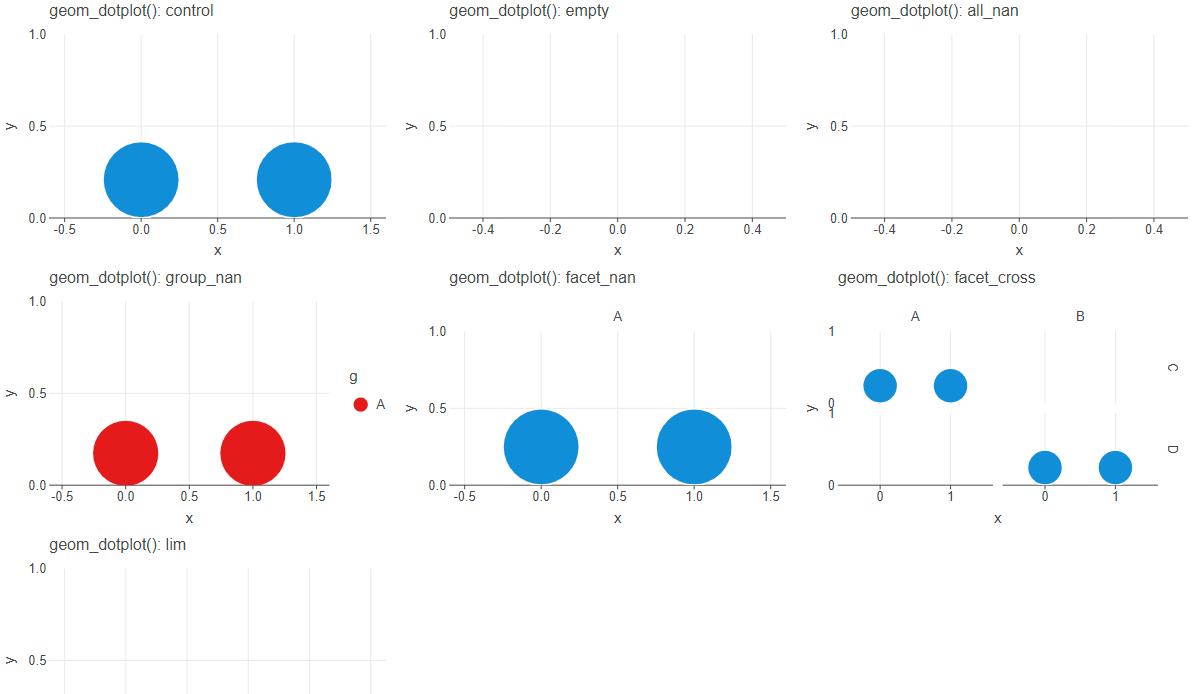 geom_dotplot(): control
1.0
y
0.5
0.0
-0.5 0.0 0.5 1.0 1.5
x
geom_dotplot(): empty
1.0
y
0.5
0.0
-0.4 -0.2 0.0 0.2 0.4
x
geom_dotplot(): all_nan
1.0
y
0.5
0.0
-0.4 -0.2 0.0 0.2 0.4
x
geom_dotplot(): group_nan
1.0
y
0.5
0.0
-0.5 0.0 0.5 1.0 1.5
x
g
A
geom_dotplot(): facet_nan
A
1.0
y
0.5
0.0
-0.5 0.0 0.5 1.0 1.5
x
geom_dotplot(): facet_cross
A B
1
C
0
y
1
D
0
0 1 0 1
x
geom_dotplot(): lim
1.0
y
0.5